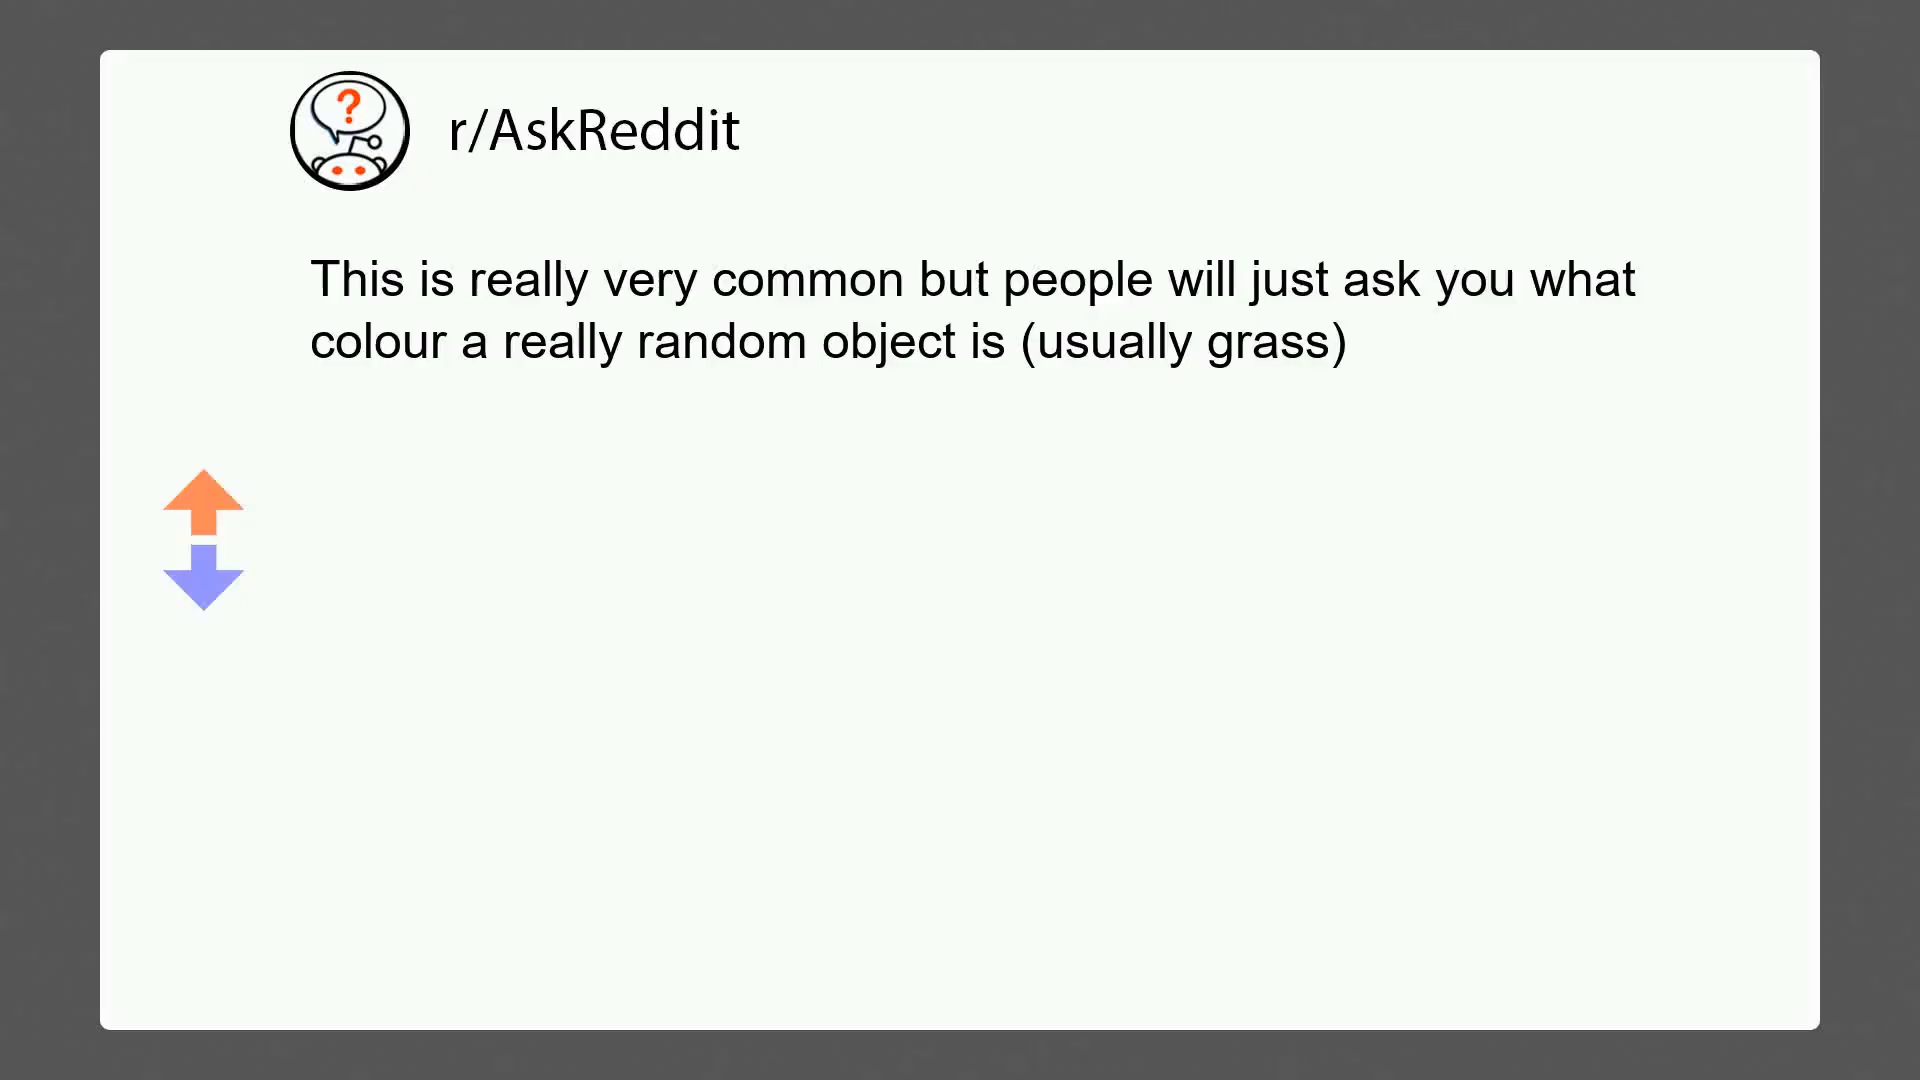 r/AskReddit
This is really very common but people will just ask you what
colour a really random object is (usually grass)